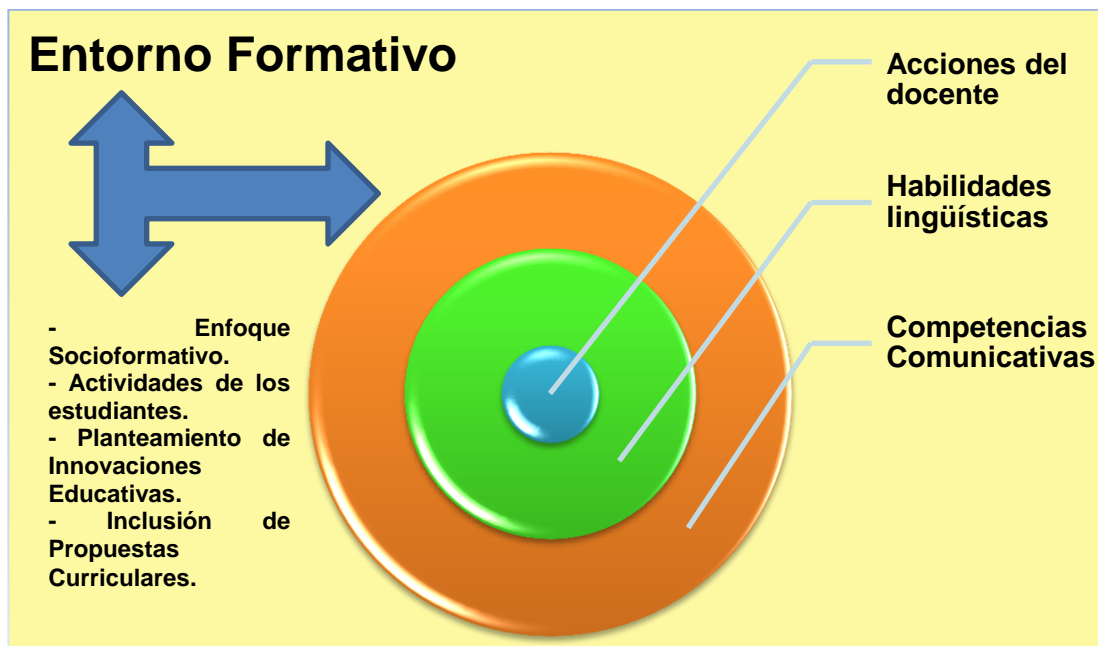 Entorno Formativo
Acciones del
docente
Habilidades
lingüísticas
Competencias
Comunicativas
- Enfoque
Socioformativo.
- Actividades de los
estudiantes.
- Planteamiento de
Innovaciones
Educativas.
- Inclusión de
Propuestas
Curriculares.